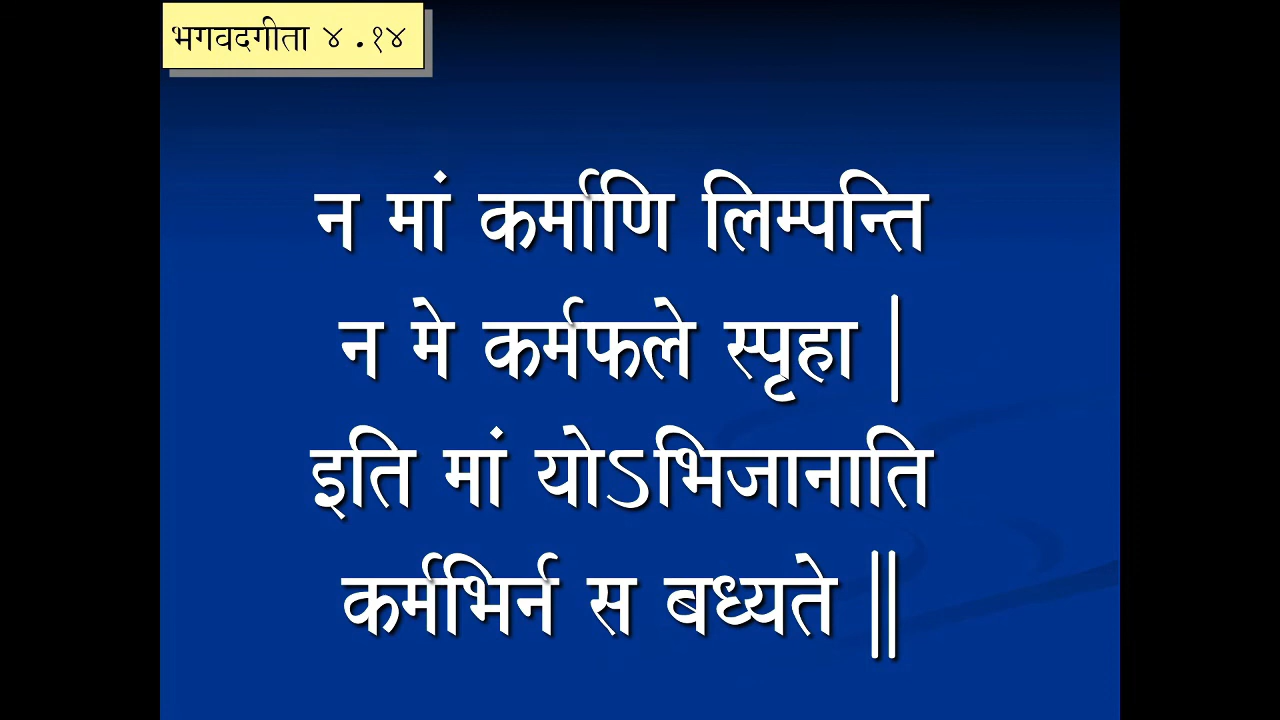 भगवदगीता ४.१४
न मां कर्माणि लिम्पन्ति
न मे कर्मफले स्पृहा |
इति मां योऽभिजानाति
कर्मभिर्न स बध्यते ||